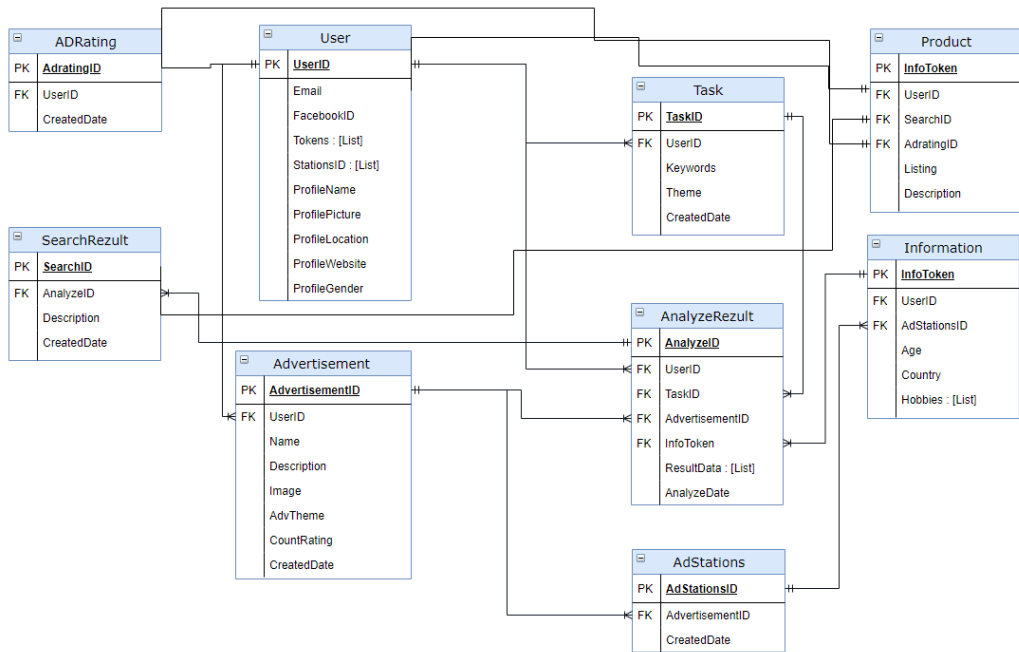 ADRating
PK AdratingID
FK UserID
CreatedDate
User
PK UserID
Email
FacebookID
Tokens : [List]
StationsID : [List]
ProfileName
ProfilePicture
ProfileLocation
ProfileWebsite
ProfileGender
Task
PK TaskID
FK UserID
Keywords
Theme
CreatedDate
Product
PK InfoToken
FK UserID
FK SearchID
FK AdratingID
Listing
Description
SearchRezult
PK SearchID
FK AnalyzeID
Description
CreatedDate
Information
PK InfoToken
FK UserID
FK AdStationsID
Age
Country
Hobbies : [List]
AnalyzeRezult
PK AnalyzeID
FK UserID
FK TaskID
FK AdvertisementID
FK InfoToken
ResultData : [List]
AnalyzeDate
Advertisement
PK AdvertisementID
FK UserID
Name
Description
Image
AdvTheme
CountRating
CreatedDate
AdStations
PK AdStationsID
FK AdvertisementID
CreatedDate